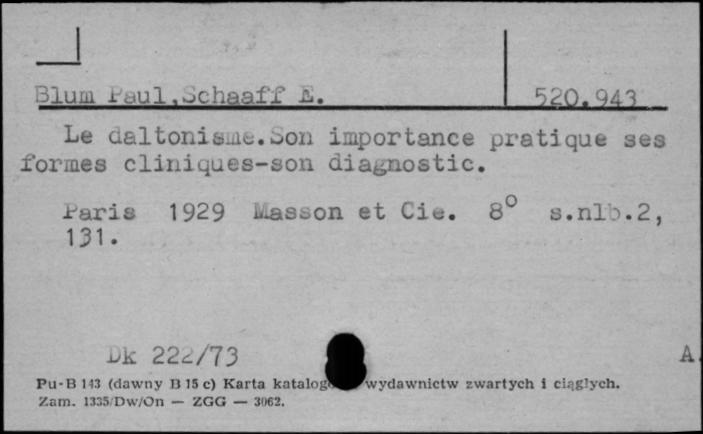 Blum Paul,Schaaff E. 520.943
Le daltonisme.Son importance pratique ses
formes cliniques-son diagnostic.
Paris 1929 Masson et Cie. 8° s.nlb.2,
131.
Dk 222/73 A.
Pu-B 143 (dawny B 15 c) Karta wydawnictw zwartych i ciągłych.
Zam. 1335/Dw/On — ZGG — 3062.